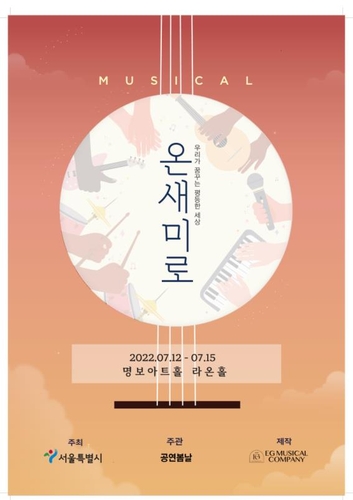 MUSICAL
온새미로
우리가 꿈꾸는 평등한 세상
2022.07.12 - 07.15
명보아트홀 라온홀
주최
서울특별시
주관
공연봄날
제작
EG MUSICAL
COMPANY